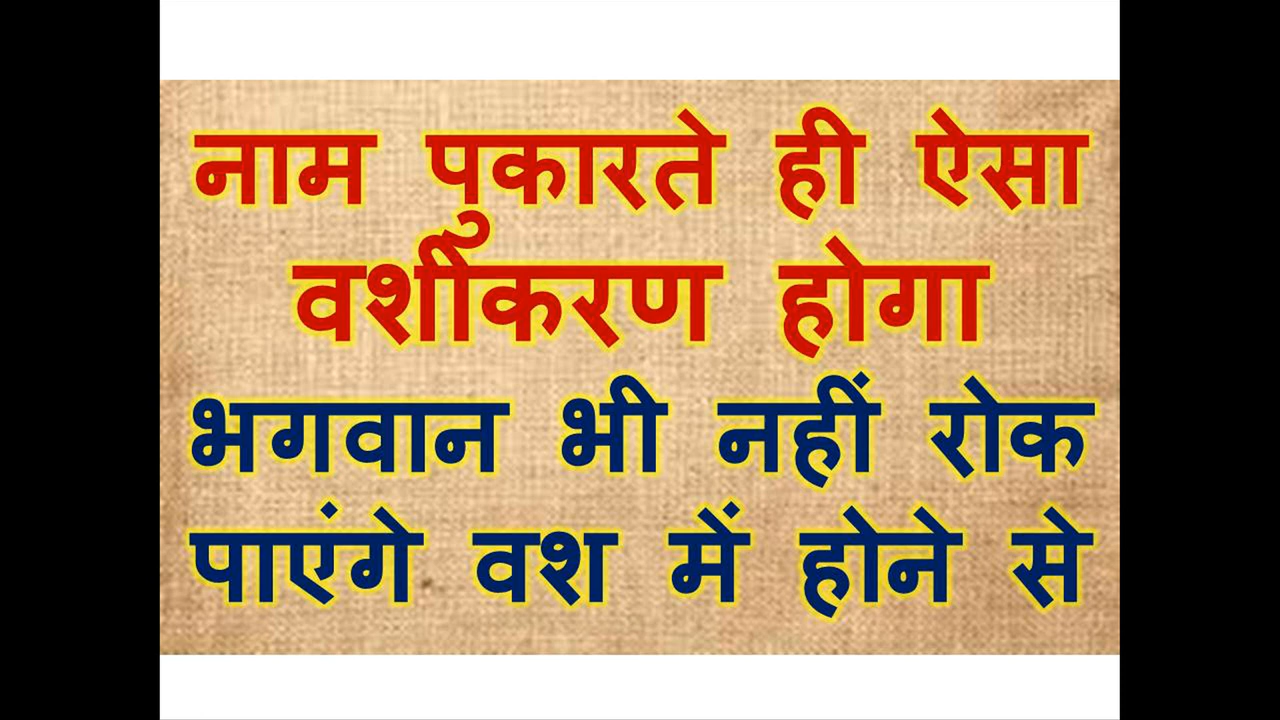 नाम पुकारते ही ऐसा
वशीकरण होगा
भगवान भी नहीं रोक
पाएंगे वश में होने से